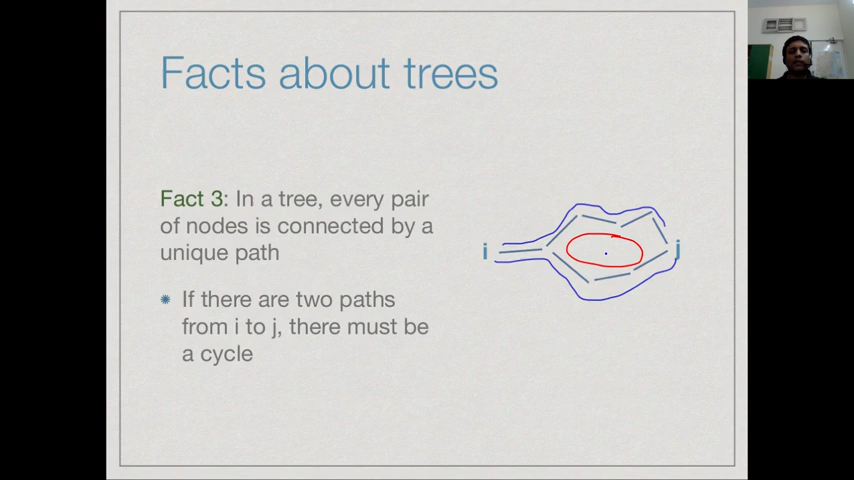 Facts about trees
Fact 3: In a tree, every pair
of nodes is connected by a
unique path
If there are two paths
from i to j, there must be
a cycle
i
j